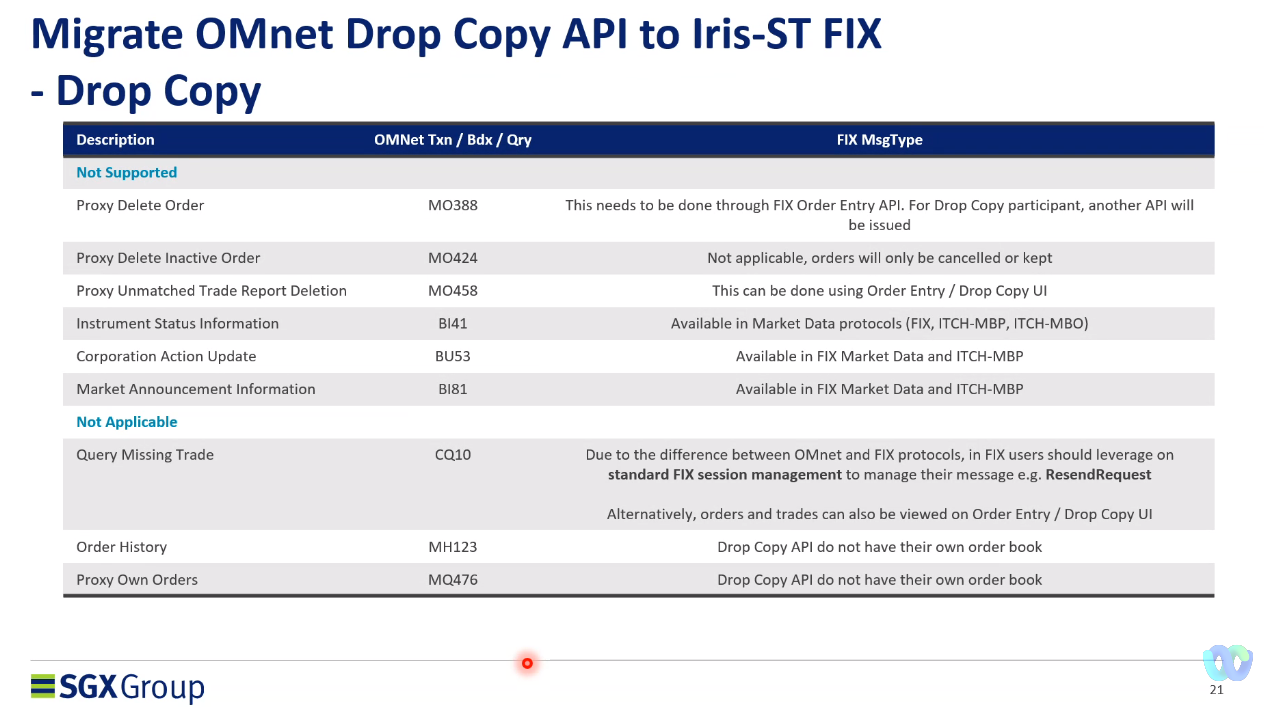 Migrate OMnet Drop Copy API to Iris-ST FIX
- Drop Copy
Description OMNet Txn / Bdx / Qry FIX MsgType
Not Supported
Proxy Delete Order MO388 This needs to be done through FIX Order Entry API. For Drop Copy participant, another API will
be issued
Proxy Delete Inactive Order MO424 Not applicable, orders will only be cancelled or kept
Proxy Unmatched Trade Report Deletion MO458 This can be done using Order Entry / Drop Copy UI
Instrument Status Information BI41 Available in Market Data protocols (FIX, ITCH-MBP, ITCH-MBO)
Corporation Action Update BU53 Available in FIX Market Data and ITCH-MBP
Market Announcement Information BI81 Available in FIX Market Data and ITCH-MBP
Not Applicable
Query Missing Trade CQ10 Due to the difference between OMnet and FIX protocols, in FIX users should leverage on
standard FIX session management to manage their message e.g. ResendRequest
Alternatively, orders and trades can also be viewed on Order Entry / Drop Copy UI
Order History MH123 Drop Copy API do not have their own order book
Proxy Own Orders MQ476 Drop Copy API do not have their own order book
SGX Group
21